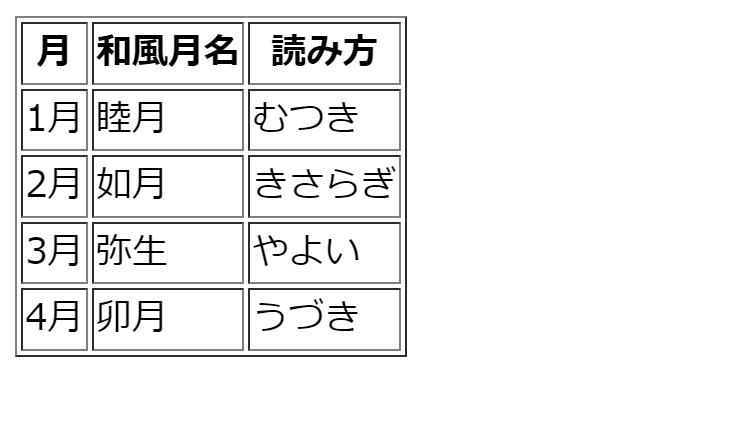 月 和風月名 読み方
1月 睦月 むつき
2月 如月 きさらぎ
3月 弥生 やよい
4月 卯月 うづき